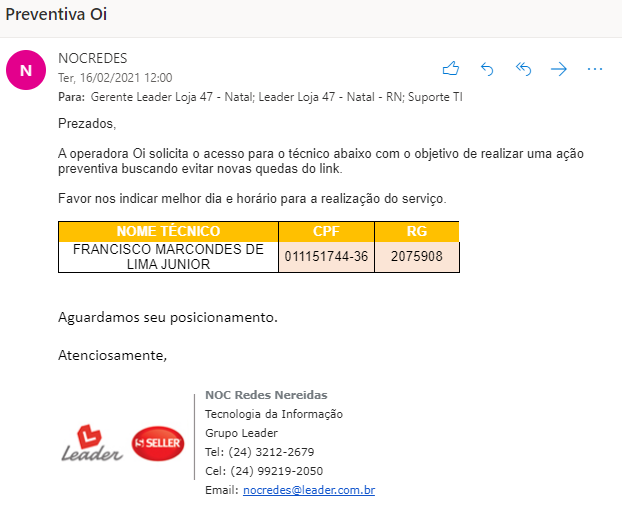 Preventiva Oi
N
NOCREDES
Ter, 16/02/2021 12:00
Para: Gerente Leader Loja 47 - Natal; Leader Loja 47 - Natal - RN; Suporte TI
Prezados,
A operadora Oi solicita o acesso para o técnico abaixo com o objetivo de realizar uma ação
preventiva buscando evitar novas quedas do link.
Favor nos indicar melhor dia e horário para a realização do serviço.
NOME TÉCNICO CPF RG
FRANCISCO MARCONDES DE
LIMA JUNIOR 011151744-36 2075908
Aguardamos seu posicionamento.
Atenciosamente,
Leader SELLER
NOC Redes Nereidas
Tecnologia da Informação
Grupo Leader
Tel: (24) 3212-2679
Cel: (24) 99219-2050
Email: nocredes@leader.com.br